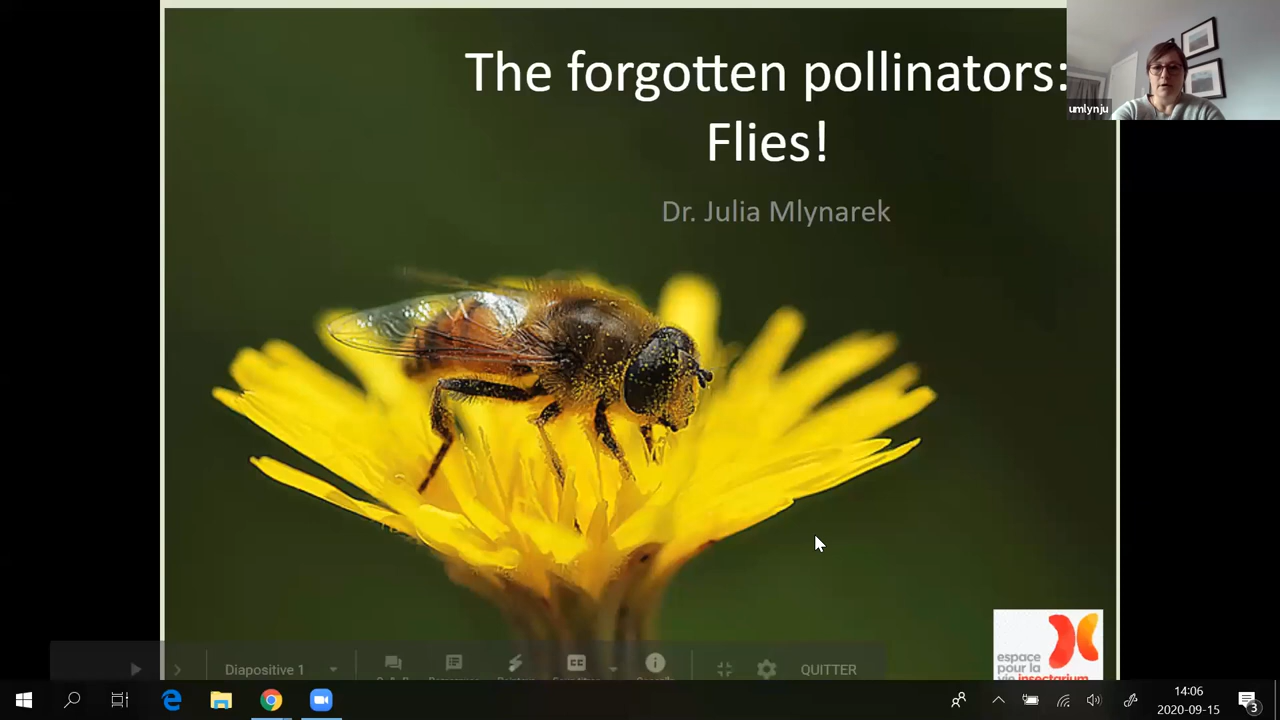 The forgotten pollinators:
Flies!
Dr. Julia Mlynarek
umlynju
espace
pour la
vie insectarium
Diapositive 1
QUITTER
14:06
2020-09-15
3